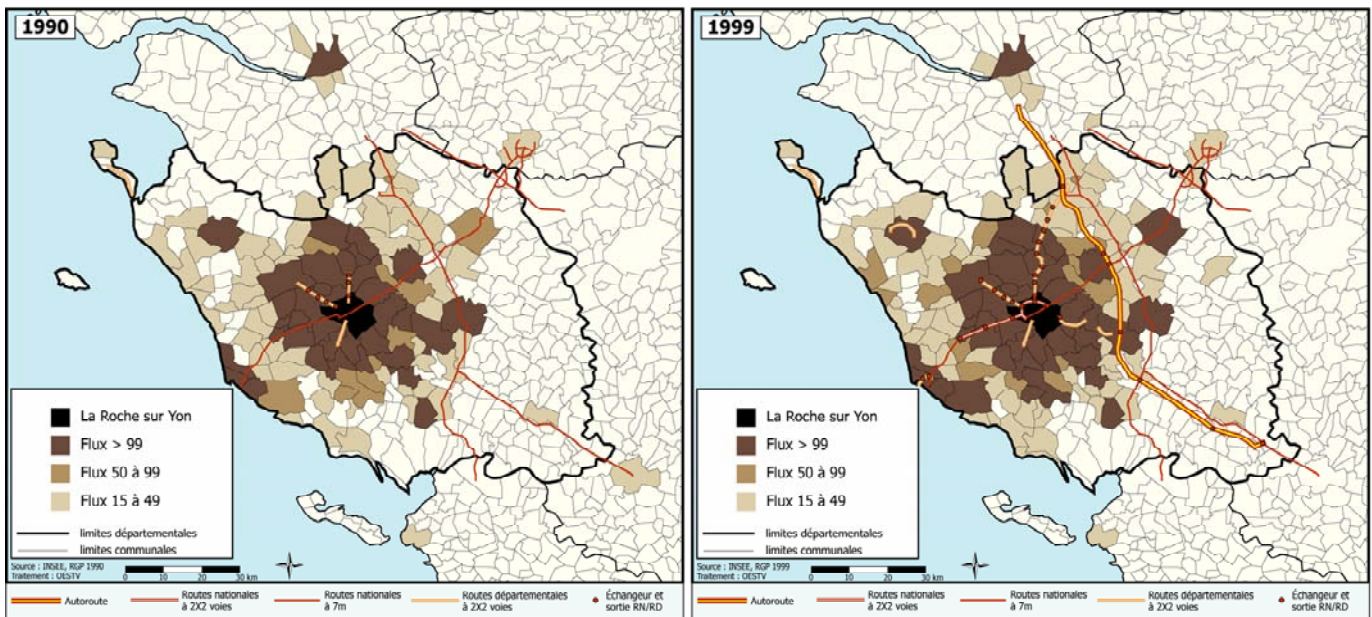 1990
La Roche sur Yon
Flux > 99
Flux 50 à 99
Flux 15 à 49
limites départementales
limites communales
Source : INSEE, RGP 1990
Traitement : OESTV
0 10 20 30 km
Autoroute
Routes nationales
à 2X2 voies
Routes nationales
à 7m
Routes départementales
à 2X2 voies
Échangeur et
sortie RN/RD
1999
La Roche sur Yon
Flux > 99
Flux 50 à 99
Flux 15 à 49
limites départementales
limites communales
Source : INSEE, RGP 1999
Traitement : OESTV
0 10 20 30 km
Autoroute
Routes nationales
à 2X2 voies
Routes nationales
à 7m
Routes départementales
à 2X2 voies
Échangeur et
sortie RN/RD